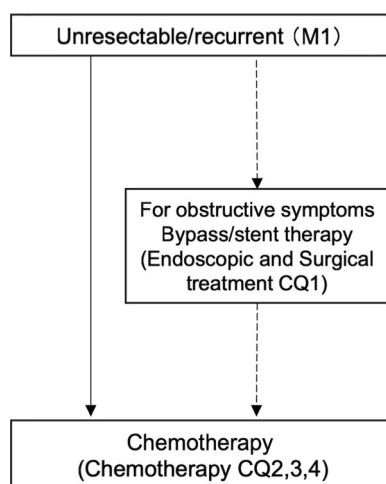 Unresectable/recurrent（M1）
For obstructive symptoms
Bypass/stent therapy
(Endoscopic and Surgical
treatment CQ1)
Chemotherapy
(Chemotherapy CQ2,3,4)